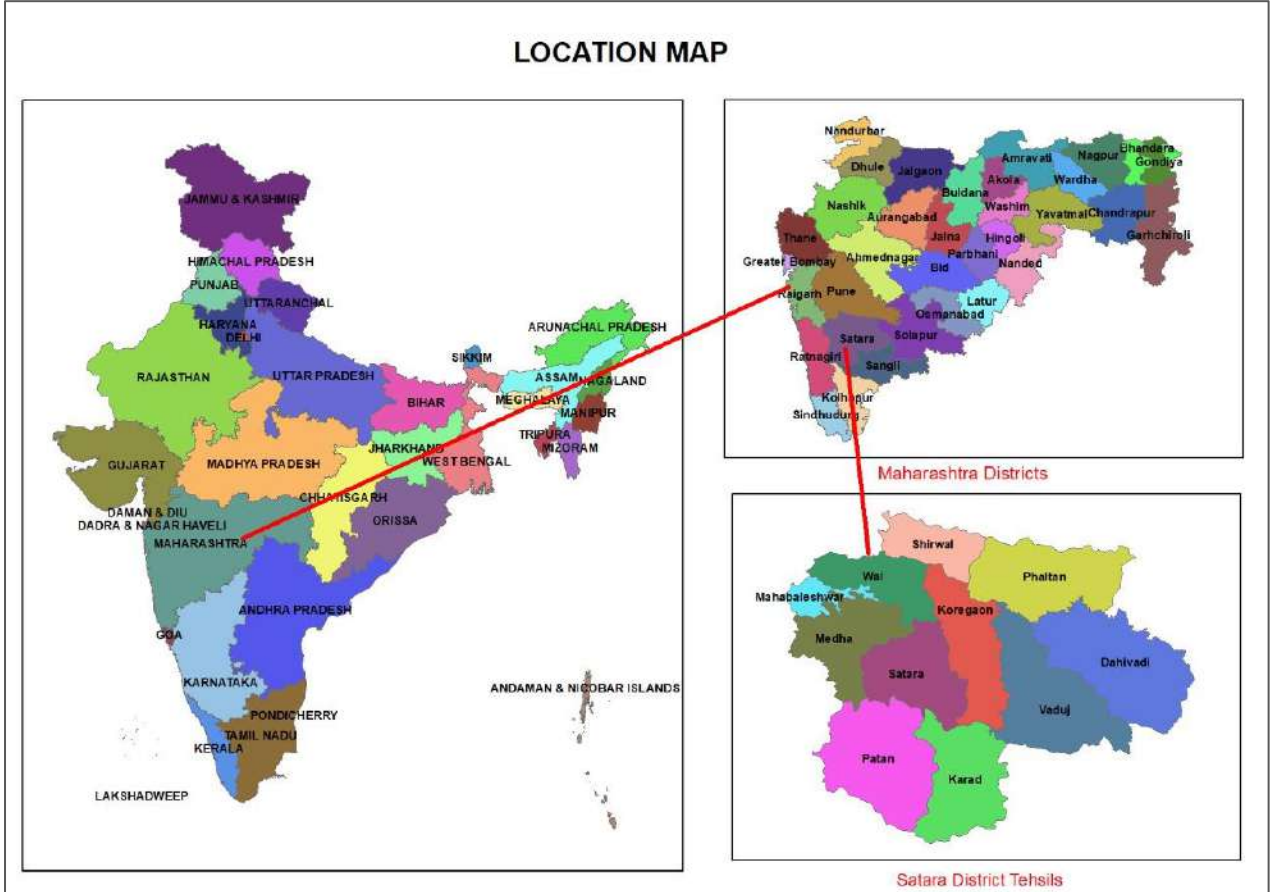 LOCATION MAP
JAMMU & KASHMIR
HIMACHAL PRADESH
PUNJAB
UTTARANCHAL
HARYANA
DELHI
ARUNACHAL PRADESH
SIKKIM
RAJASTHAN
UTTAR PRADESH
ASSAM
NAGALAND
BIHAR
MEGHALAYA
MANIPUR
TRIPURA
MIZORAM
JHARKHAND
WEST BENGAL
GUJARAT
MADHYA PRADESH
CHHATISGARH
DAMAN & DIU
DADRA & NAGAR HAVELI
ORISSA
MAHARASHTRA
ANDHRA PRADESH
GOA
KARNATAKA
ANDAMAN & NICOBAR ISLANDS
PONDICHERRY
TAMIL NADU
KERALA
LAKSHADWEEP
Nandurbar
Dhule
Jalgaon
Amravati
Nagpur
Bhandara
Gondiya
Buldana
Akola
Wardha
Nashik
Aurangabad
Washim
Yavatmal
Chandrapur
Thane
Jalna
Hingoli
Garhchiroli
Greater Bombay
Ahmednagar
Parbhani
Bid
Nanded
Raigarh
Pune
Latur
Osmanabad
Satara
Solapur
Ratnagiri
Sangli
Kolhapur
Sindhudurg
Maharashtra Districts
Shirwal
Wai
Phaltan
Mahabaleshwar
Koregaon
Medha
Dahivadi
Satara
Vaduj
Patan
Karad
Satara District Tehsils